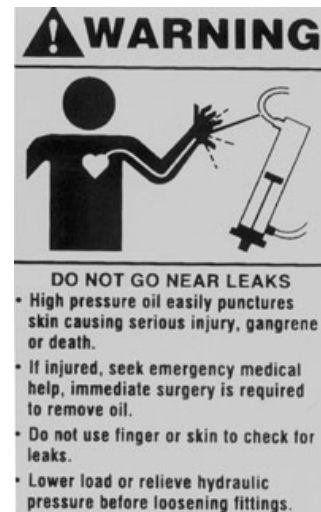 WARNING
DO NOT GO NEAR LEAKS
• High pressure oil easily punctures
skin causing serious injury, gangrene
or death.
• If injured, seek emergency medical
help, immediate surgery is required
to remove oil.
• Do not use finger or skin to check for
leaks.
• Lower load or relieve hydraulic
pressure before loosening fittings.